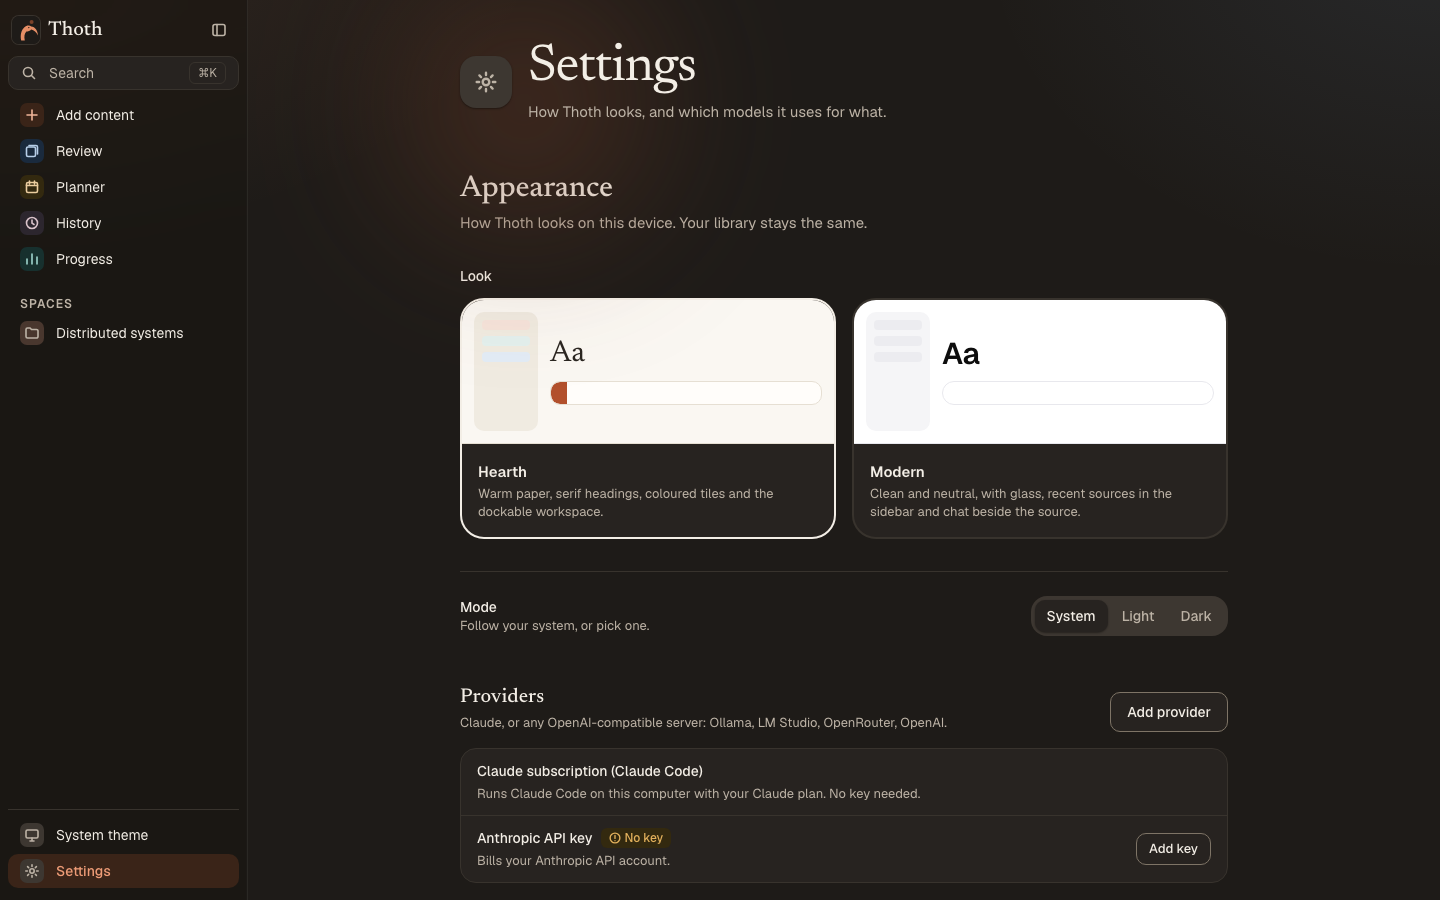 Thoth
Search ⌘K
Add content
Review
Planner
History
Progress
SPACES
Distributed systems
System theme
Settings
Settings
How Thoth looks, and which models it uses for what.
Appearance
How Thoth looks on this device. Your library stays the same.
Look
Aa
Hearth
Warm paper, serif headings, coloured tiles and the
dockable workspace.
Aa
Modern
Clean and neutral, with glass, recent sources in the
sidebar and chat beside the source.
Mode
Follow your system, or pick one.
System Light Dark
Providers
Claude, or any OpenAI-compatible server: Ollama, LM Studio, OpenRouter, OpenAI.
Add provider
Claude subscription (Claude Code)
Runs Claude Code on this computer with your Claude plan. No key needed.
Anthropic API key No key
Bills your Anthropic API account.
Add key